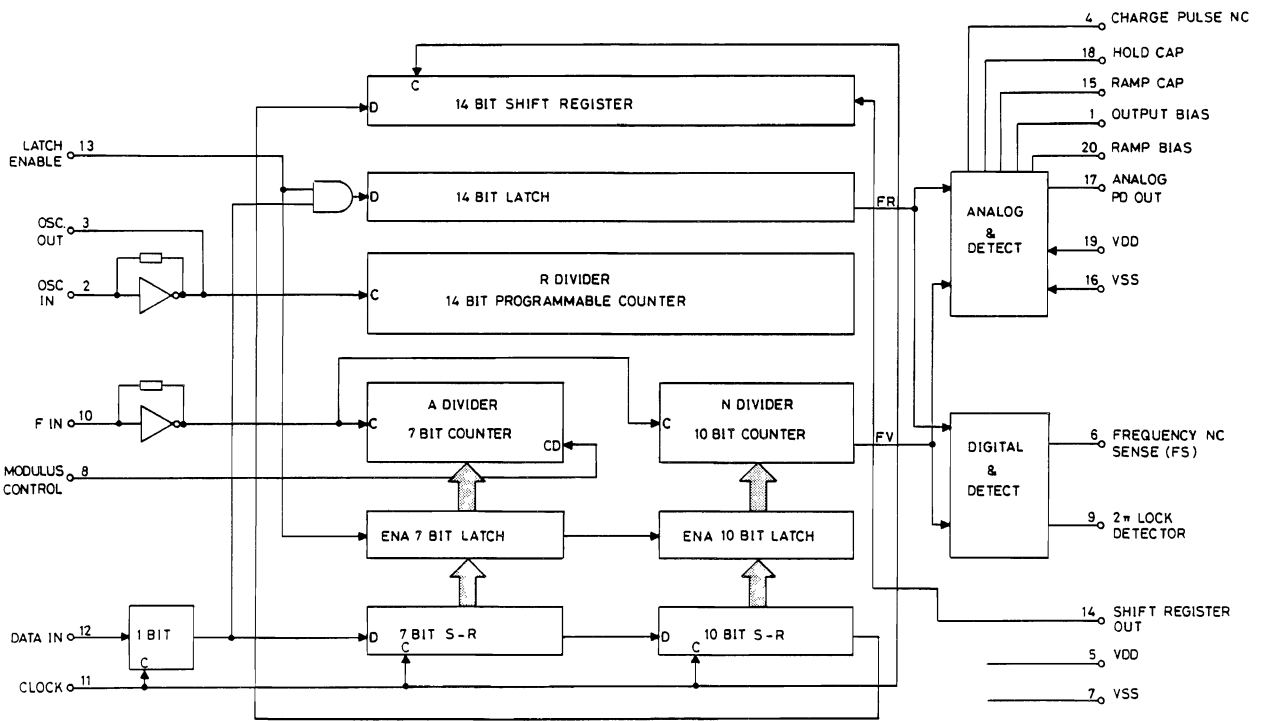 4 CHARGE PULSE NC
18 HOLD CAP
15 RAMP CAP
1 OUTPUT BIAS
20 RAMP BIAS
17 ANALOG
PD OUT
19 VDD
16 VSS
C
D 14 BIT SHIFT REGISTER
LATCH
ENABLE 13
D 14 BIT LATCH
FR
ANALOG
&
DETECT
OSC.
OUT 3
OSC
IN 2
R DIVIDER
C 14 BIT PROGRAMMABLE COUNTER
F IN 10
A DIVIDER
C 7 BIT COUNTER
CD
N DIVIDER
C 10 BIT COUNTER
FV
DIGITAL
&
DETECT
6 FREQUENCY NC
SENSE (FS)
MODULUS
CONTROL 8
ENA 7 BIT LATCH
ENA 10 BIT LATCH
9 2π LOCK
DETECTOR
DATA IN 12
1 BIT
C
D 7 BIT S-R
C
D 10 BIT S-R
C
14 SHIFT REGISTER
OUT
CLOCK 11
5 VDD
7 VSS